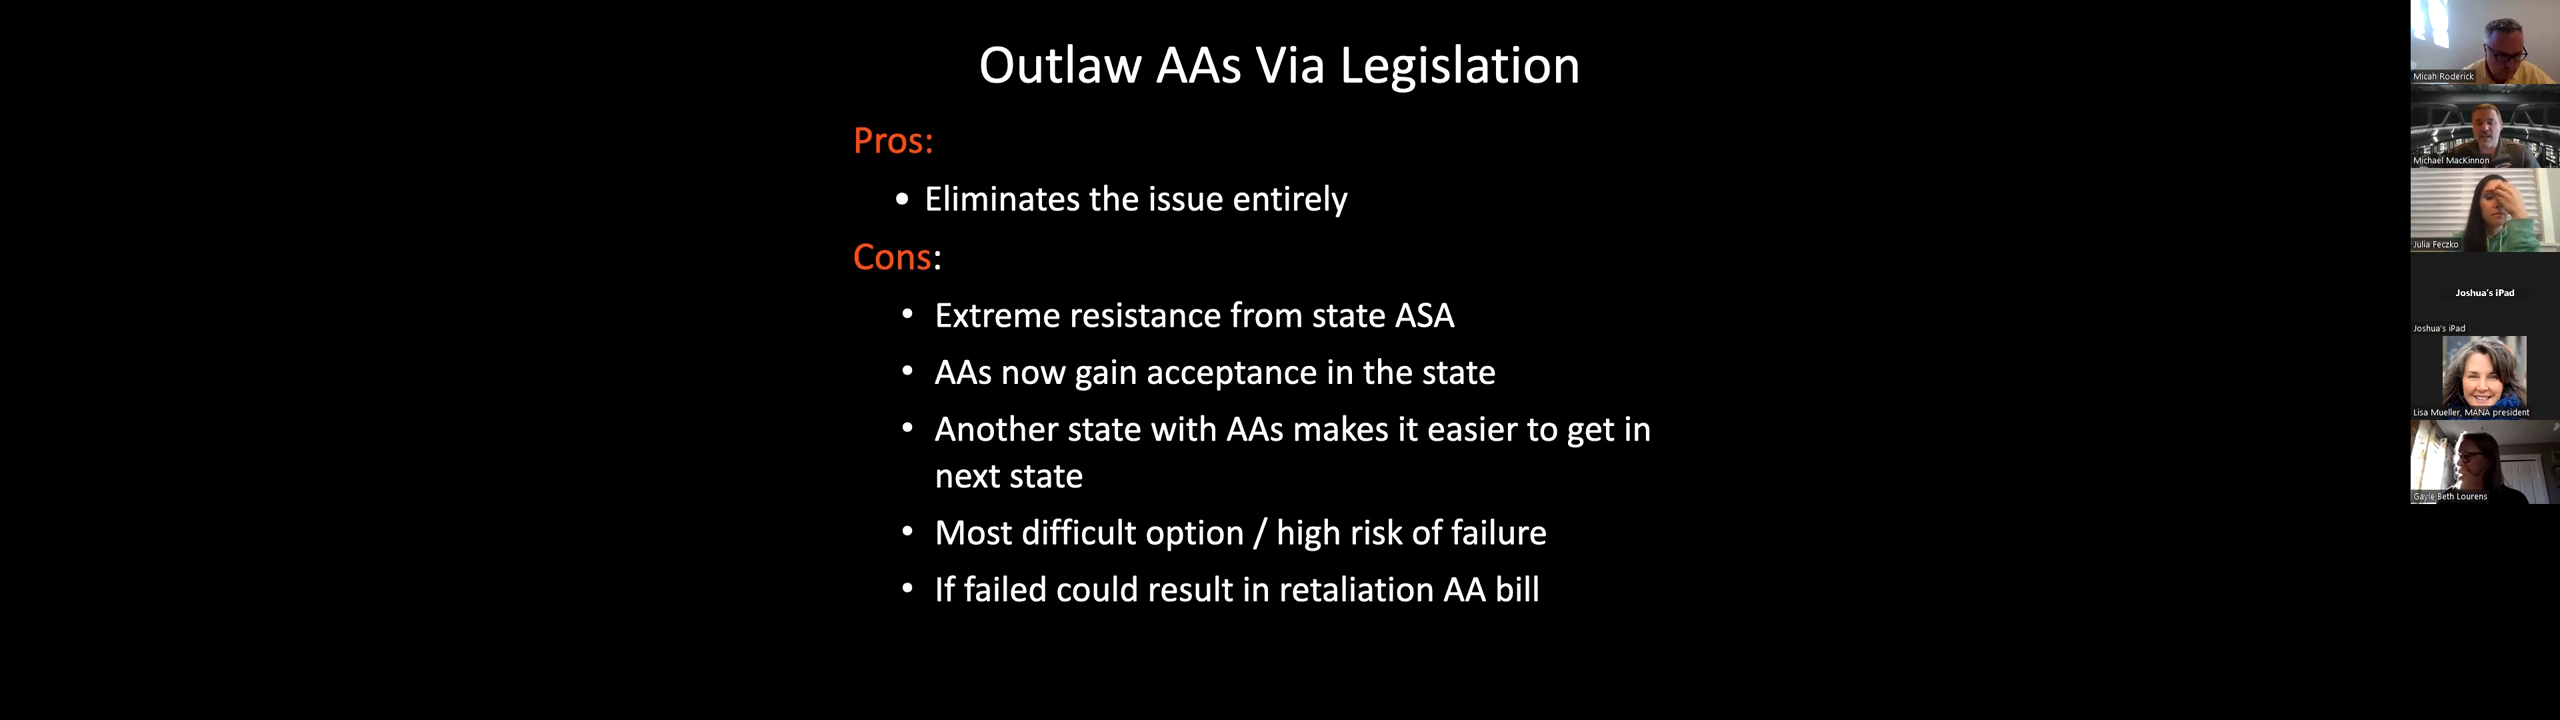 Outlaw AAs Via Legislation
Pros:
• Eliminates the issue entirely
Cons:
• Extreme resistance from state ASA
• AAs now gain acceptance in the state
• Another state with AAs makes it easier to get in
next state
• Most difficult option / high risk of failure
• If failed could result in retaliation AA bill
Micah Roderick
Michael MacKinnon
Julia Feczko
Joshua's iPad
Joshua's iPad
Lisa Mueller, MANA president
Gayle Beth Lourens